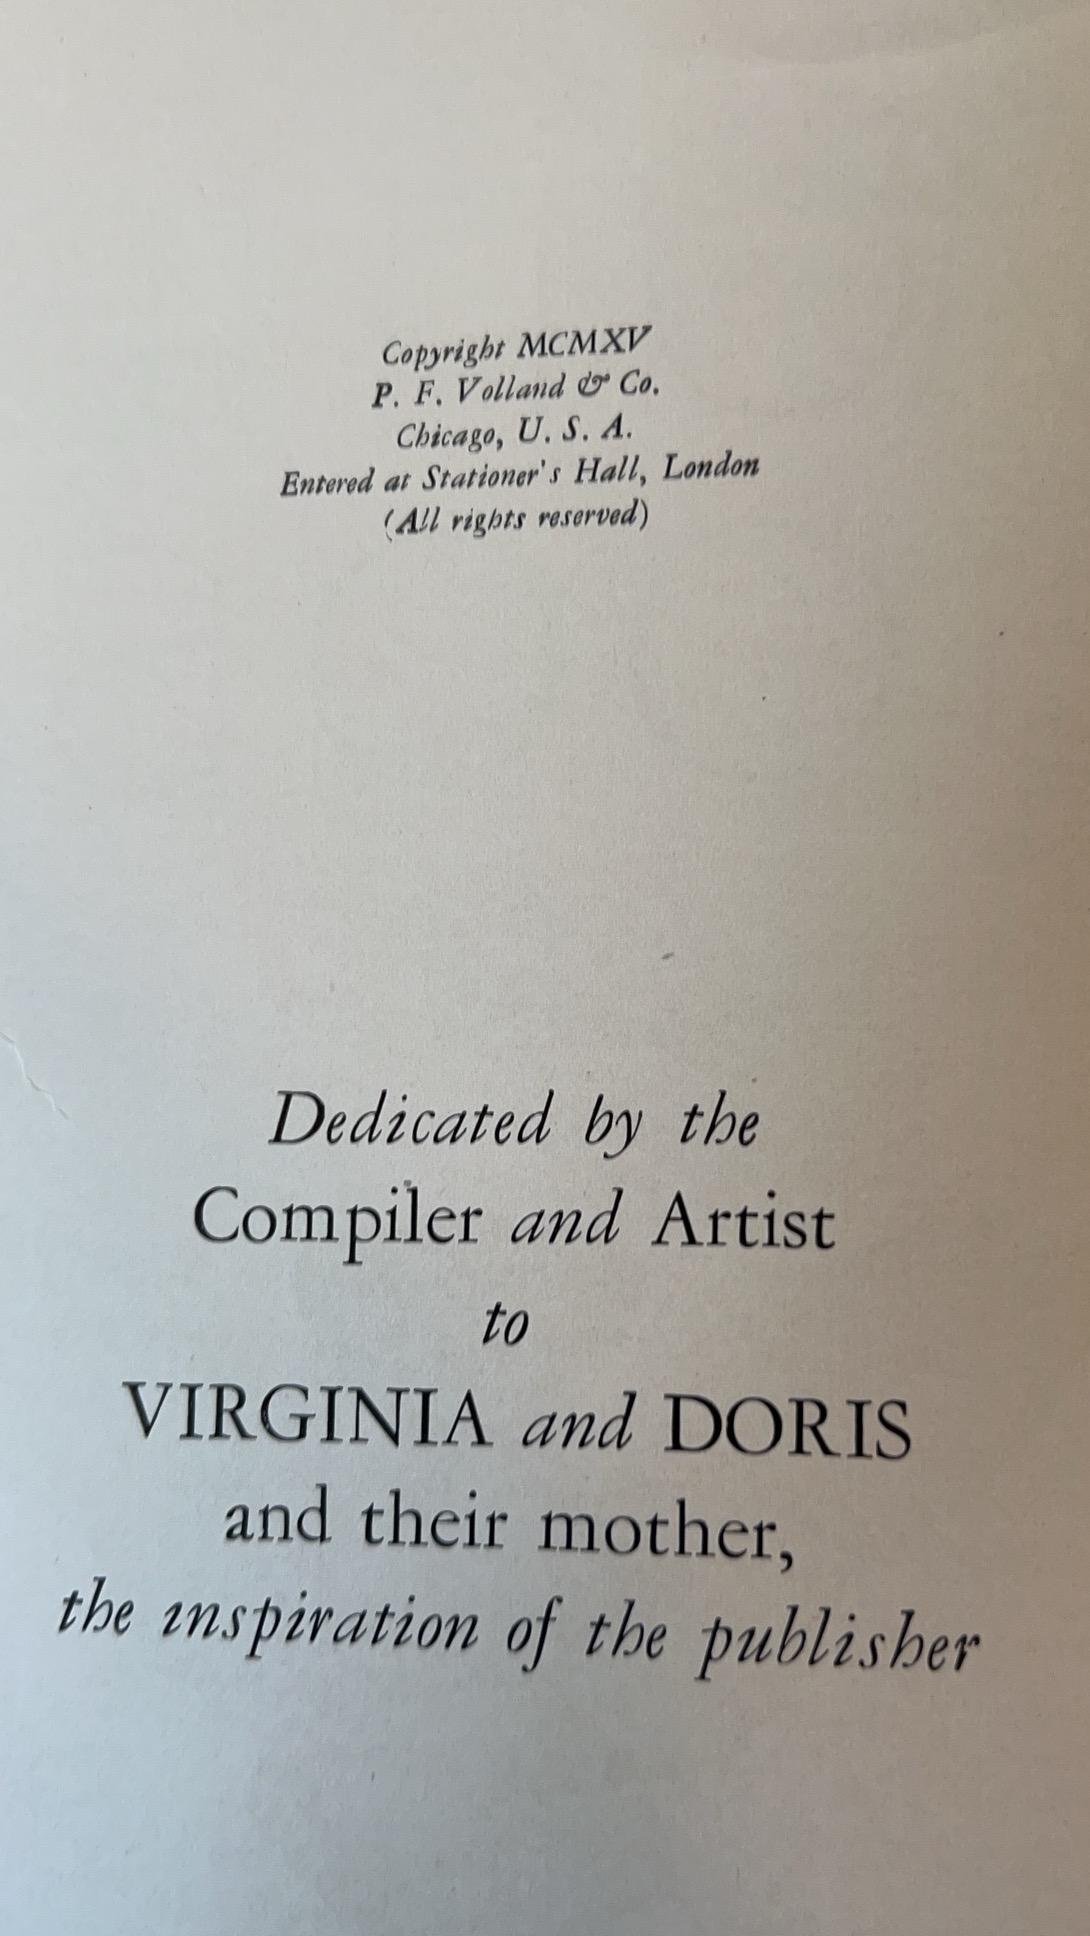 Copyright MCMXV
P. F. Volland & Co.
Chicago, U. S. A.
Entered at Stationer's Hall, London
(All rights reserved)
Dedicated by the
Compiler and Artist
to
VIRGINIA and DORIS
and their mother,
the inspiration of the publisher